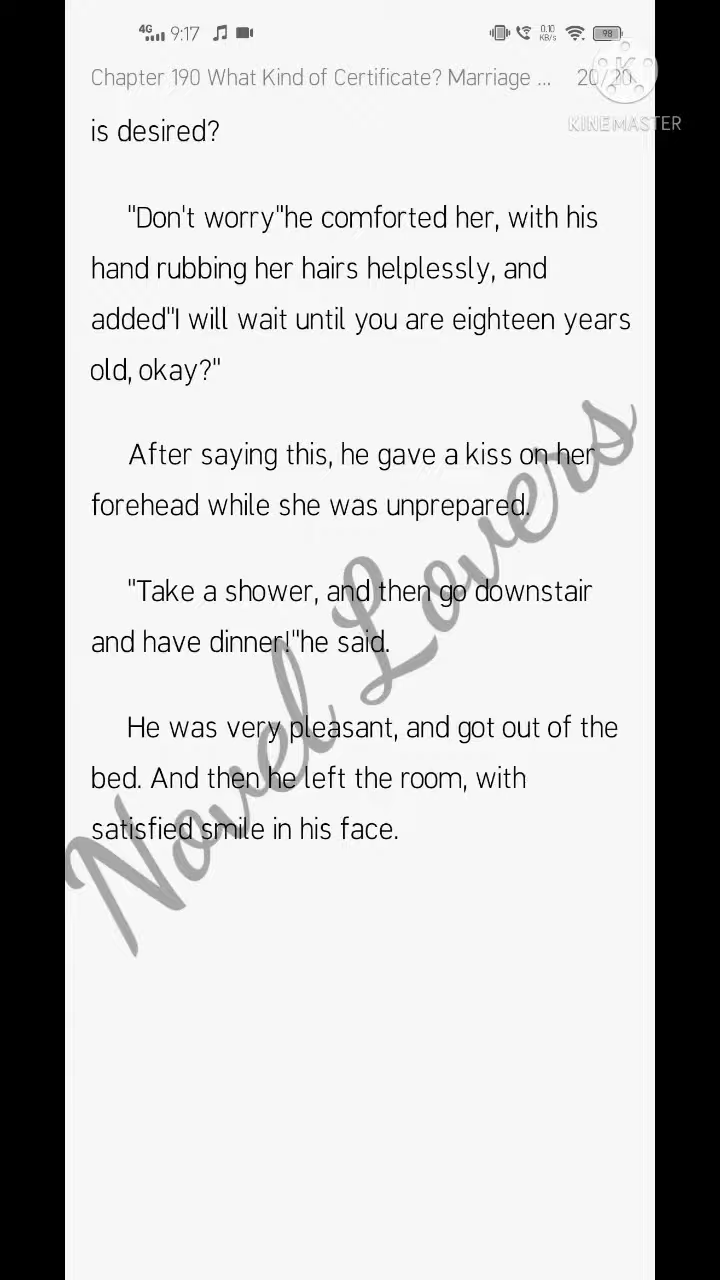 4G 9:17 0.10 KB/s 98
Chapter 190 What Kind of Certificate? Marriage ... 20/20
KINEMASTER
is desired?
"Don't worry"he comforted her, with his
hand rubbing her hairs helplessly, and
added"I will wait until you are eighteen years
old, okay?"
After saying this, he gave a kiss on her
forehead while she was unprepared.
"Take a shower, and then go downstair
and have dinner!"he said.
He was very pleasant, and got out of the
bed. And then he left the room, with
satisfied smile in his face.
Novel Lovers